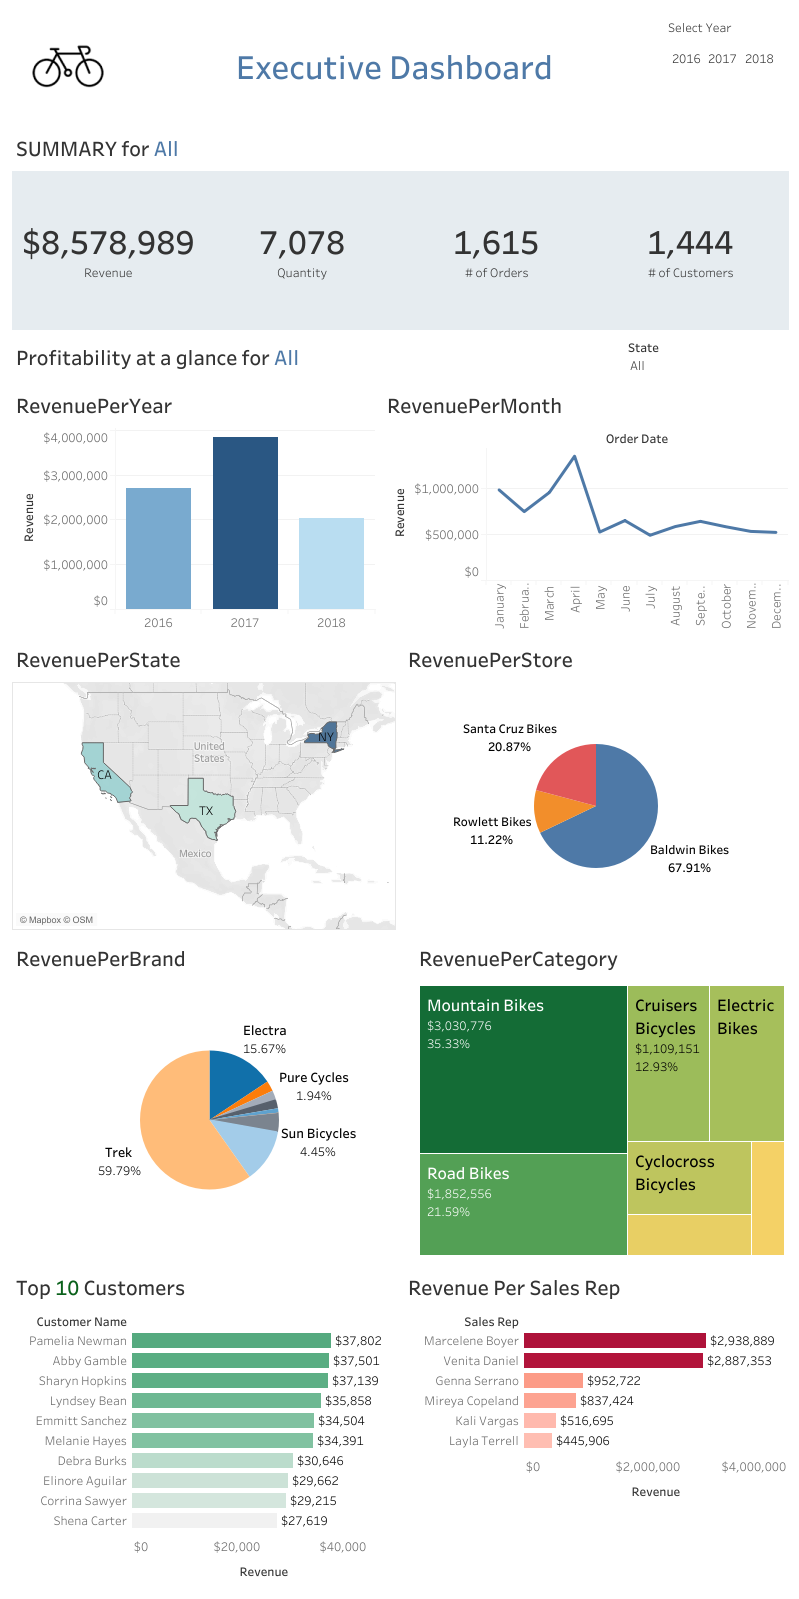 Select Year
2016 2017 2018
Executive Dashboard
SUMMARY for All
$8,578,989
Revenue
7,078
Quantity
1,615
# of Orders
1,444
# of Customers
Profitability at a glance for All
State
All
RevenuePerYear
Revenue
$4,000,000
$3,000,000
$2,000,000
$1,000,000
$0
2016
2017
2018
RevenuePerMonth
Order Date
Revenue
$1,000,000
$500,000
$0
January
Februa..
March
April
May
June
July
August
Septe..
October
Novem..
Decem..
RevenuePerState
United
States
NY
CA
TX
Mexico
© Mapbox © OSM
RevenuePerStore
Santa Cruz Bikes
20.87%
Rowlett Bikes
11.22%
Baldwin Bikes
67.91%
RevenuePerBrand
Electra
15.67%
Pure Cycles
1.94%
Sun Bicycles
4.45%
Trek
59.79%
RevenuePerCategory
Mountain Bikes
$3,030,776
35.33%
Cruisers
Bicycles
$1,109,151
12.93%
Electric
Bikes
Road Bikes
$1,852,556
21.59%
Cyclocross
Bicycles
Top 10 Customers
Customer Name
Pamelia Newman $37,802
Abby Gamble $37,501
Sharyn Hopkins $37,139
Lyndsey Bean $35,858
Emmitt Sanchez $34,504
Melanie Hayes $34,391
Debra Burks $30,646
Elinore Aguilar $29,662
Corrina Sawyer $29,215
Shena Carter $27,619
$0 $20,000 $40,000
Revenue
Revenue Per Sales Rep
Sales Rep
Marcelene Boyer $2,938,889
Venita Daniel $2,887,353
Genna Serrano $952,722
Mireya Copeland $837,424
Kali Vargas $516,695
Layla Terrell $445,906
$0 $2,000,000 $4,000,000
Revenue